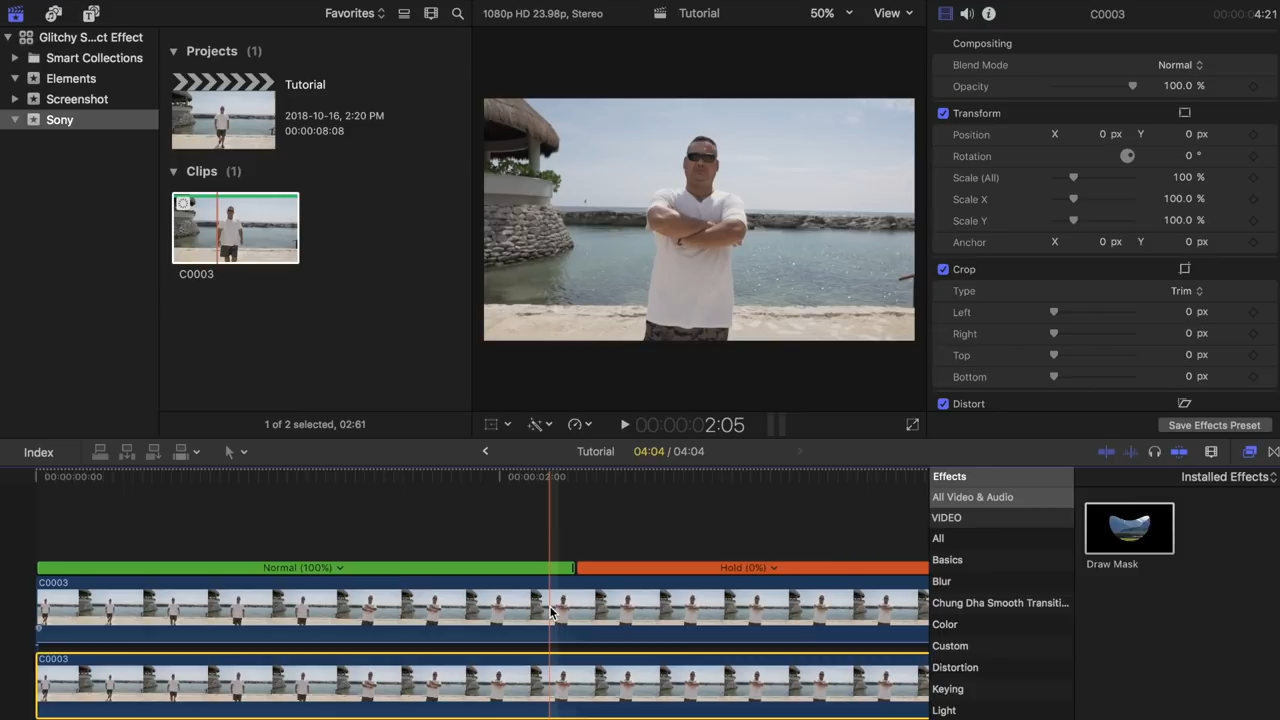 Favorites
1080p HD 23.98p, Stereo
Tutorial
50%
View
C0003
00:00:0 4:21
Glitchy S...ct Effect
Smart Collections
Elements
Screenshot
Sony
Projects (1)
Tutorial
2018-10-16, 2:20 PM
00:00:08:08
Clips (1)
C0003
1 of 2 selected, 02:61
00:00:0 2:05
Compositing
Blend Mode Normal
Opacity 100.0 %
Transform
Position X 0 px Y 0 px
Rotation 0 °
Scale (All) 100 %
Scale X 100.0 %
Scale Y 100.0 %
Anchor X 0 px Y 0 px
Crop
Type Trim
Left 0 px
Right 0 px
Top 0 px
Bottom 0 px
Distort
Save Effects Preset
Index
Tutorial
04:04 / 04:04
00:00:00:00
00:00:02:00
Normal (100%)
Hold (0%)
C0003
C0003
Effects
Installed Effects
All Video & Audio
VIDEO
All
Basics
Blur
Chung Dha Smooth Transiti...
Color
Custom
Distortion
Keying
Light
Draw Mask